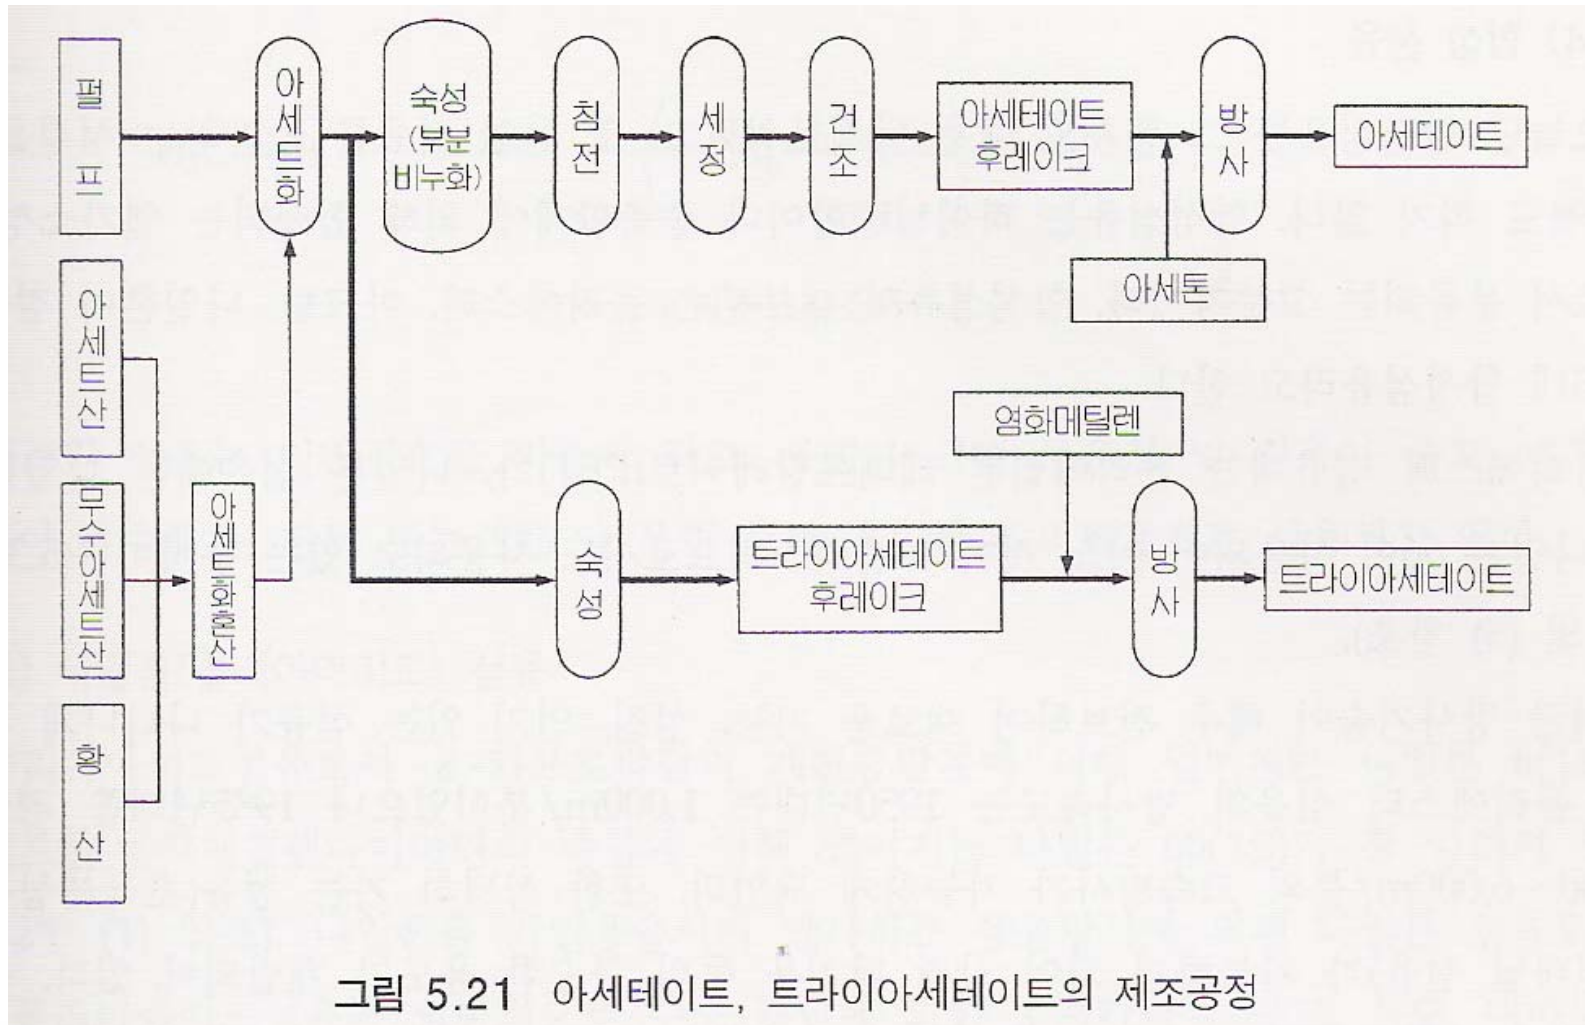 펄프
아세트화
숙성
(부분
비누화)
침전
세정
건조
아세테이트
후레이크
방사
아세테이트
아세톤
아세트산
무수아세트산
황산
아세트화혼산
염화메틸렌
숙성
트라이아세테이트
후레이크
방사
트라이아세테이트
그림 5.21 아세테이트, 트라이아세테이트의 제조공정